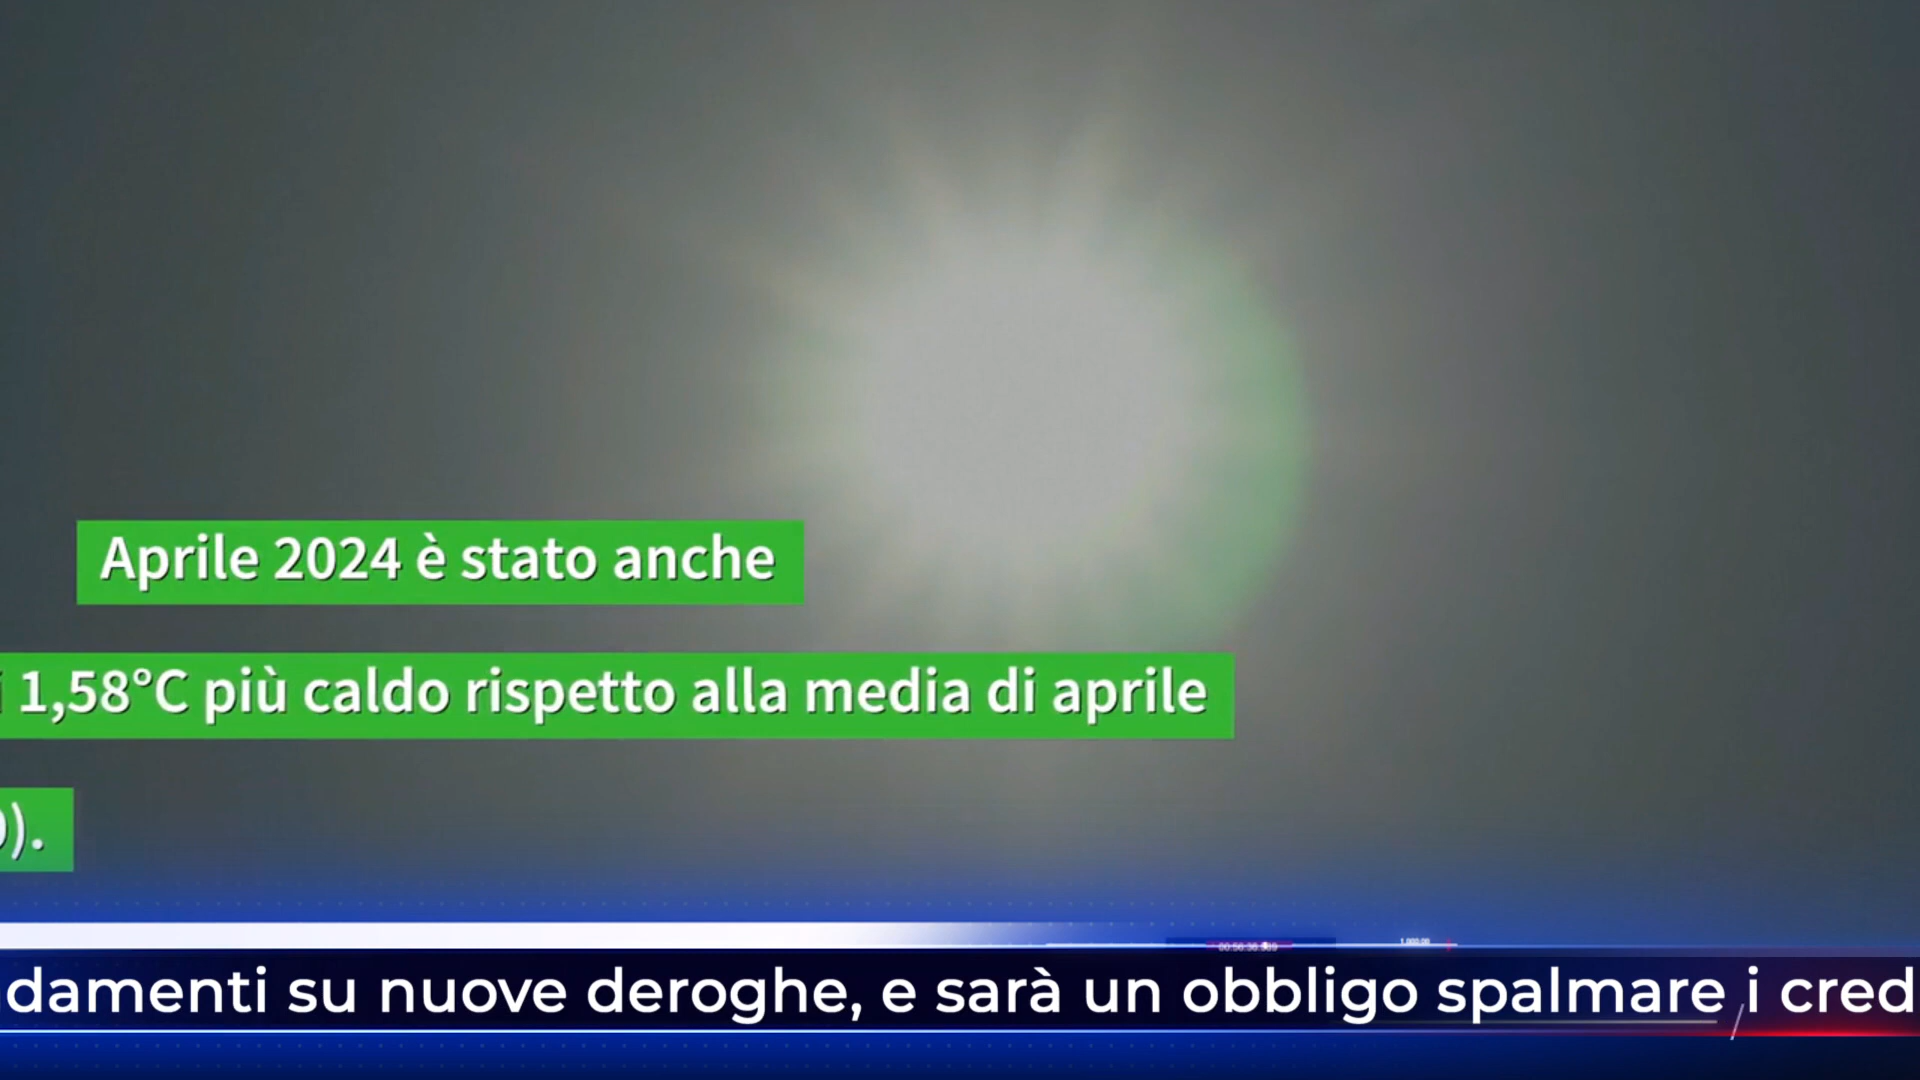 Aprile 2024 è stato anche
1,58°C più caldo rispetto alla media di aprile
).
damenti su nuove deroghe, e sarà un obbligo spalmare i cred